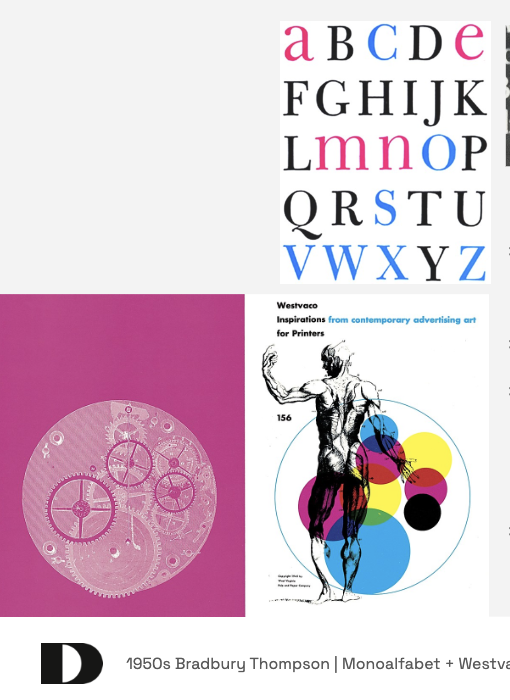 a B C D e
F G H I J K
L m n n O P
Q R S T U
V W X Y Z
Westvaco
Inspirations from contemporary advertising art
for Printers
156
D
1950s Bradbury Thompson | Monoalfabet + Westva